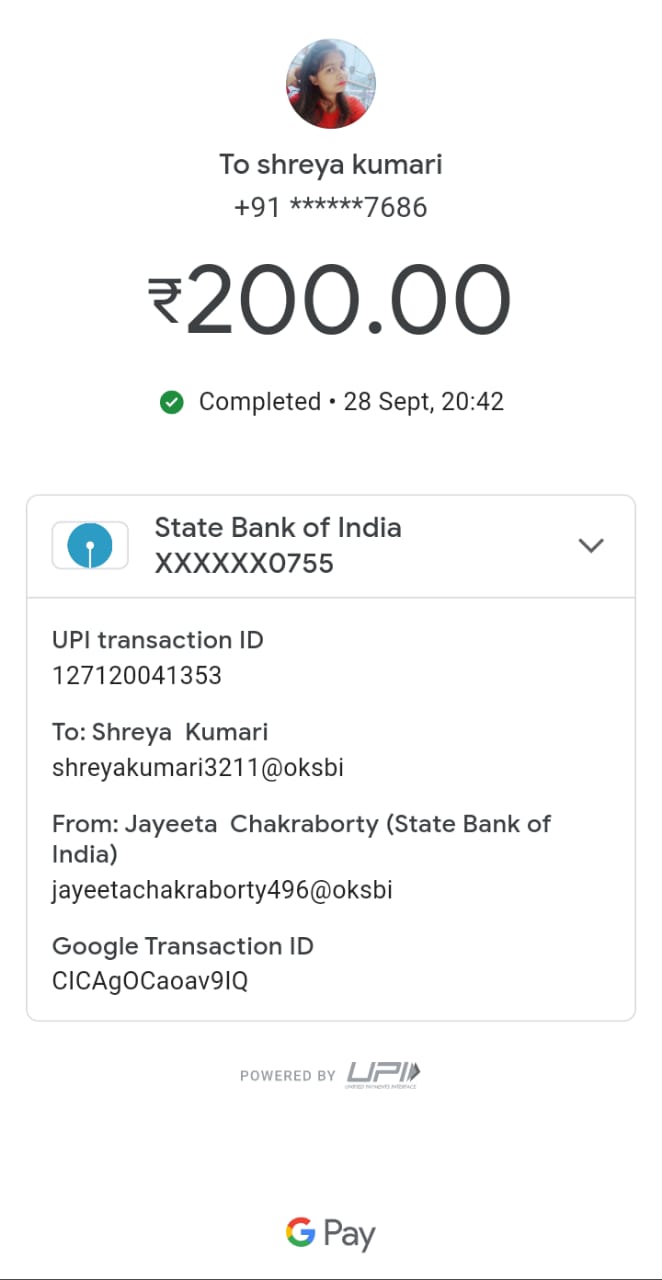 To shreya kumari
+91 ******7686
₹200.00
Completed • 28 Sept, 20:42
State Bank of India
XXXXXX0755
UPI transaction ID
127120041353
To: Shreya  Kumari
shreyakumari3211@oksbi
From: Jayeeta  Chakraborty (State Bank of
India)
jayeetachakraborty496@oksbi
Google Transaction ID
CICAgOCaoav9IQ
POWERED BY UPI
UNIFIED PAYMENTS INTERFACE
G Pay